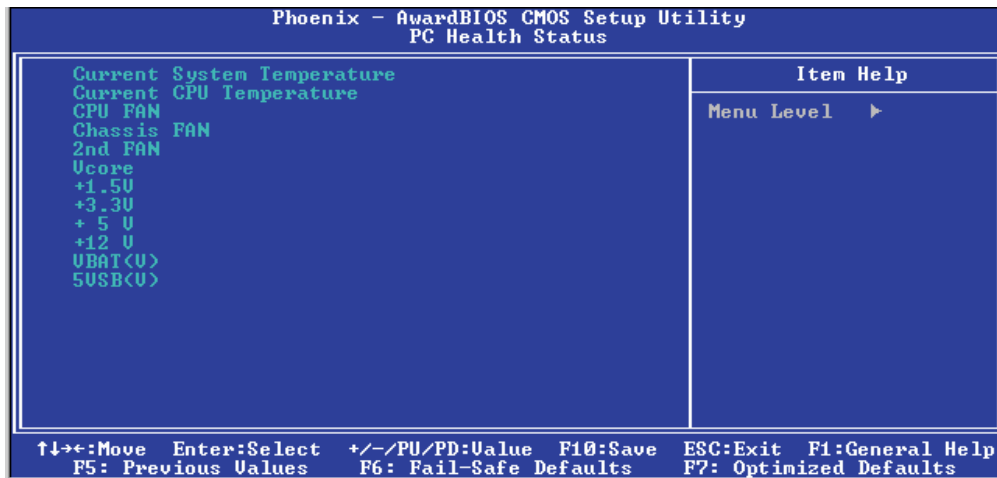 Phoenix - AwardBIOS CMOS Setup Utility
PC Health Status
Current System Temperature
Current CPU Temperature
CPU FAN
Chassis FAN
2nd FAN
Vcore
+1.5V
+3.3V
+ 5 V
+12 V
VBAT(V)
5VSB(V)
Item Help
Menu Level ►
↑↓→←:Move Enter:Select +/-/PU/PD:Value F10:Save ESC:Exit F1:General Help
F5: Previous Values F6: Fail-Safe Defaults F7: Optimized Defaults